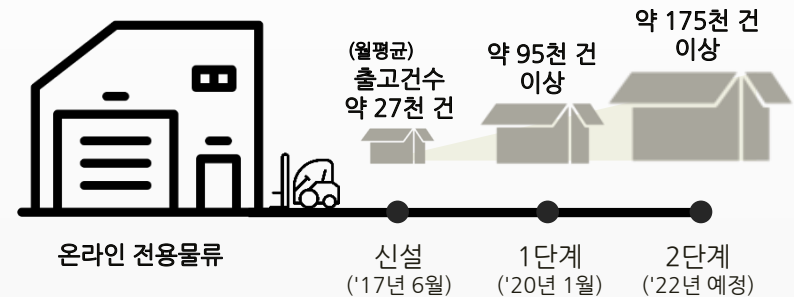 (월평균)
출고건수
약 27천 건
약 95천 건
이상
약 175천 건
이상
온라인 전용물류
신설
('17년 6월)
1단계
('20년 1월)
2단계
('22년 예정)